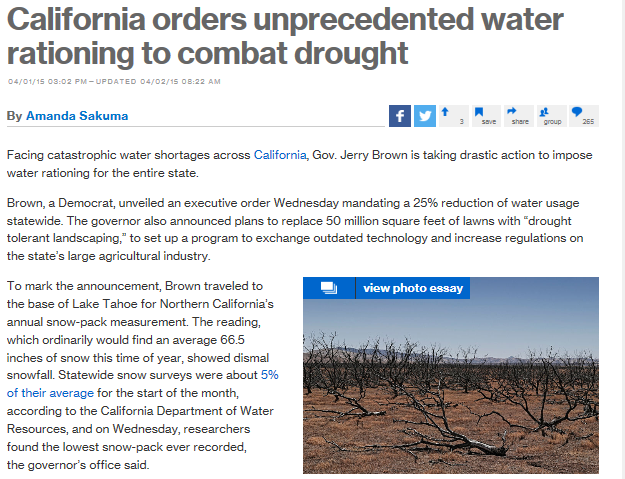 California orders unprecedented water
rationing to combat drought
04/01/15 03:02 PM—UPDATED 04/02/15 08:22 AM
By Amanda Sakuma
f
3
save
share
group
265
Facing catastrophic water shortages across California, Gov. Jerry Brown is taking drastic action to impose
water rationing for the entire state.
Brown, a Democrat, unveiled an executive order Wednesday mandating a 25% reduction of water usage
statewide. The governor also announced plans to replace 50 million square feet of lawns with “drought
tolerant landscaping,” to set up a program to exchange outdated technology and increase regulations on
the state’s large agricultural industry.
To mark the announcement, Brown traveled to
the base of Lake Tahoe for Northern California’s
annual snow-pack measurement. The reading,
which ordinarily would find an average 66.5
inches of snow this time of year, showed dismal
snowfall. Statewide snow surveys were about 5%
of their average for the start of the month,
according to the California Department of Water
Resources, and on Wednesday, researchers
found the lowest snow-pack ever recorded,
the governor’s office said.
view photo essay